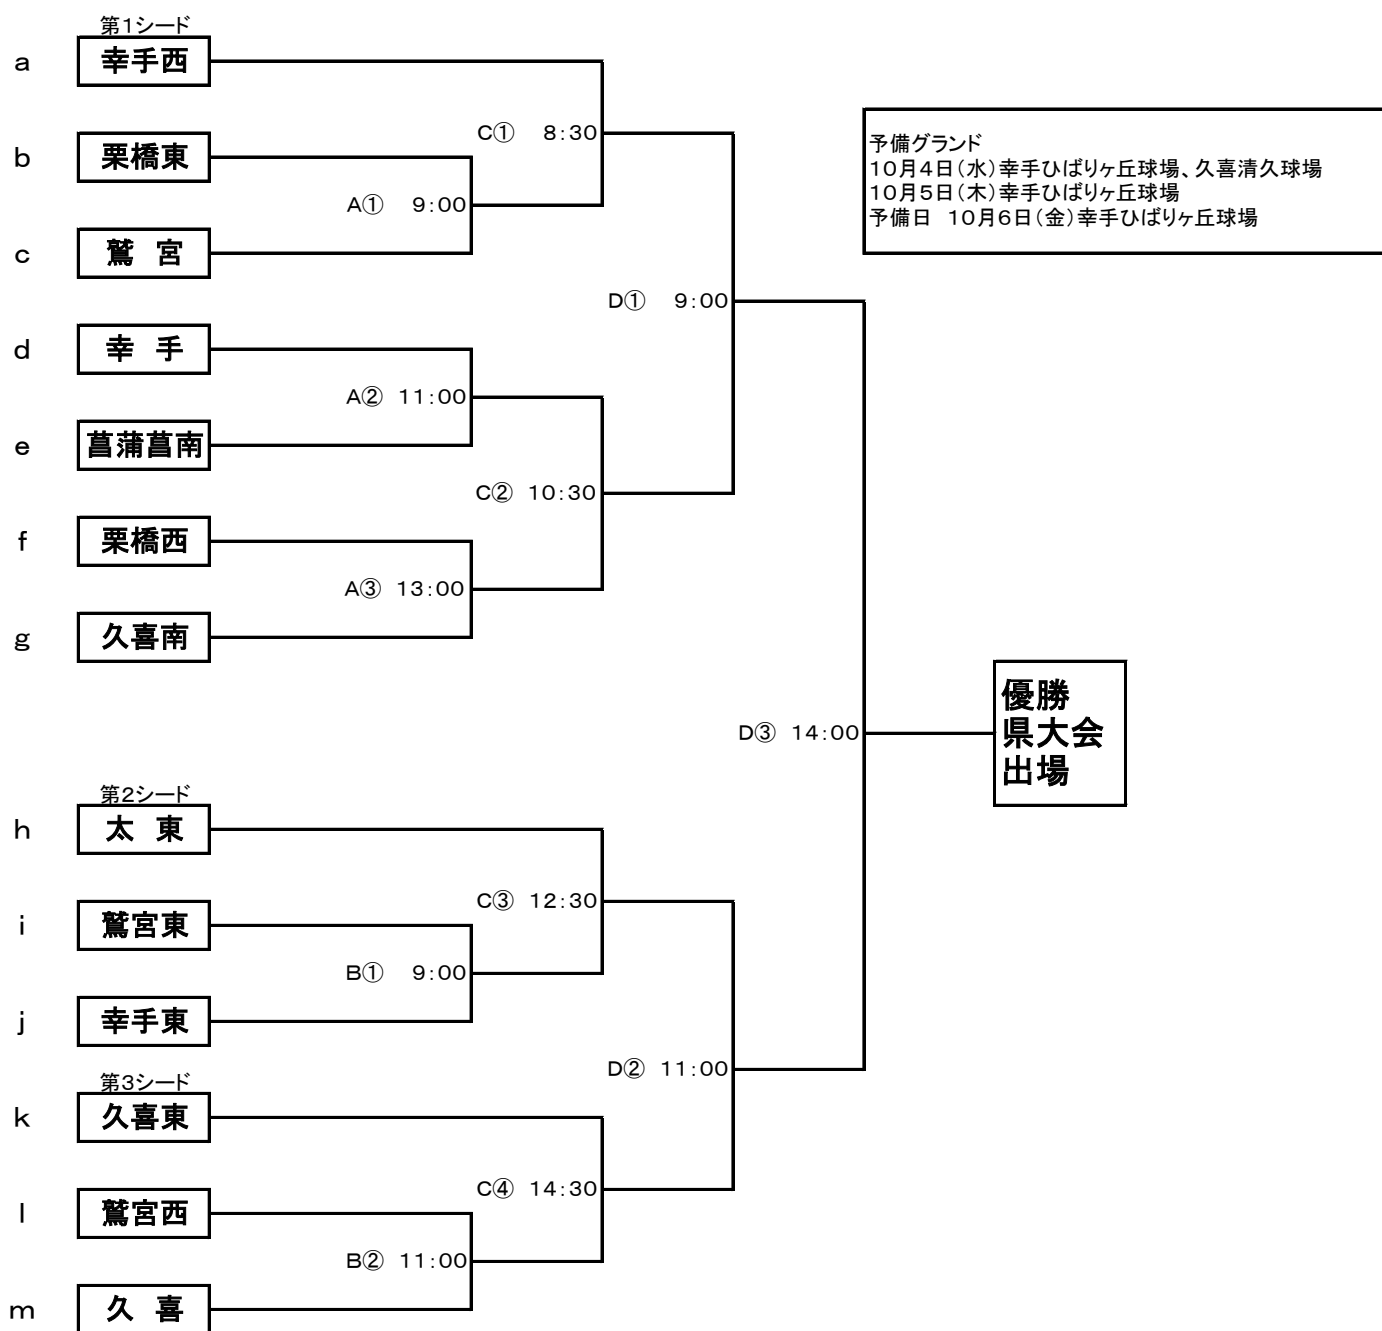 第1シード
a 幸手西
C① 8:30
b 栗橋東
A① 9:00
c 鷲 宮
予備グランド
10月4日(水)幸手ひばりヶ丘球場、久喜清久球場
10月5日(木)幸手ひばりヶ丘球場
予備日 10月6日(金)幸手ひばりヶ丘球場
D① 9:00
d 幸 手
A② 11:00
e 菖蒲菖南
C② 10:30
f 栗橋西
A③ 13:00
g 久喜南
優勝
県大会
出場
D③ 14:00
第2シード
h 太 東
C③ 12:30
i 鷲宮東
B① 9:00
j 幸手東
D② 11:00
第3シード
k 久喜東
C④ 14:30
l 鷲宮西
B② 11:00
m 久 喜